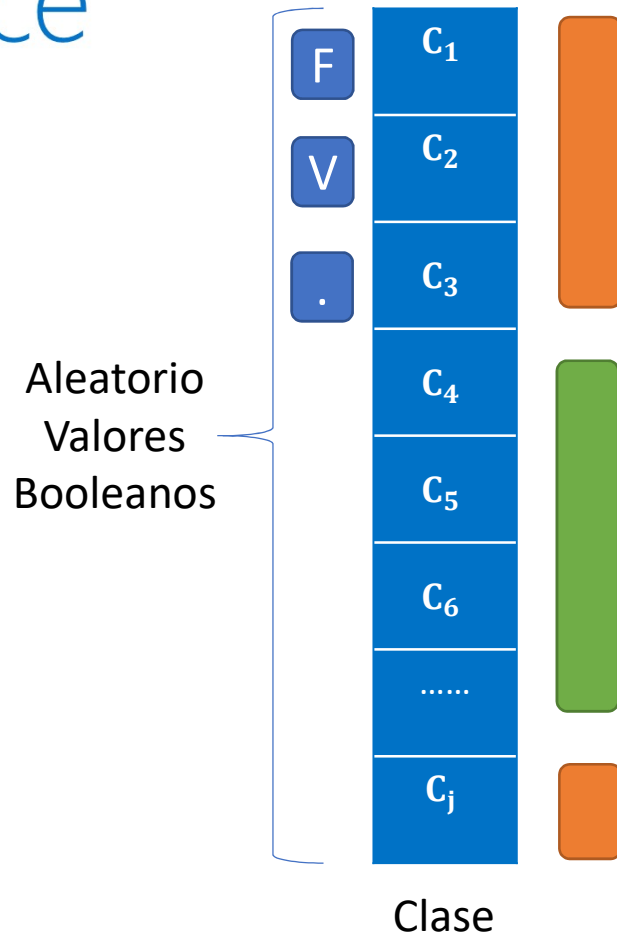 ce
F
C₁
V
C₂
.
C₃
Aleatorio
Valores
Booleanos
C₄
C₅
C₆
......
Cⱼ
Clase